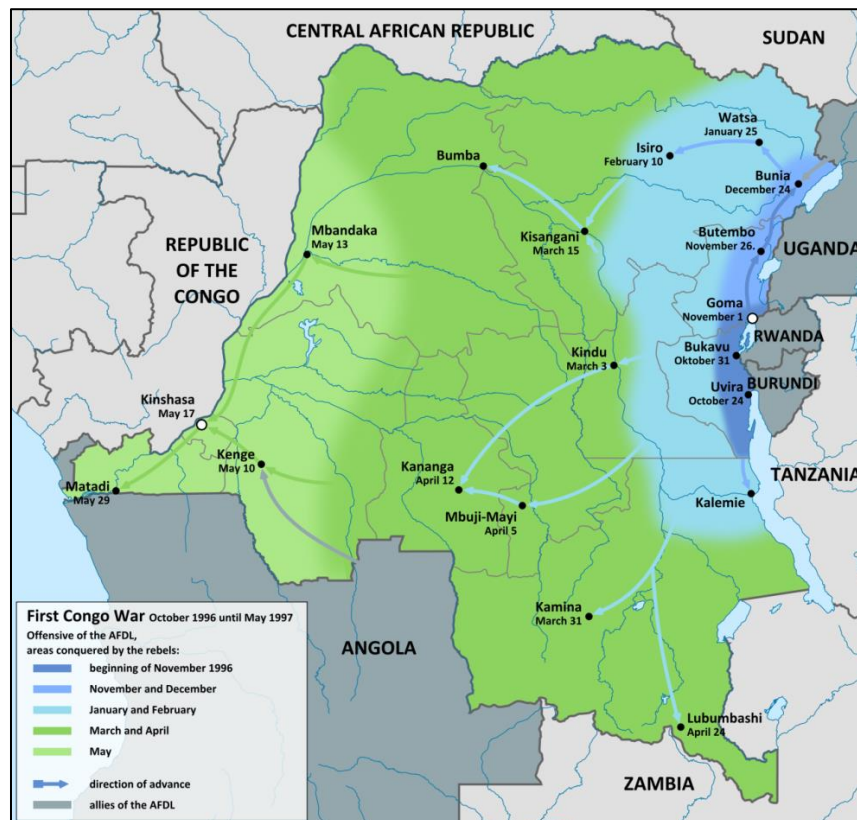 CENTRAL AFRICAN REPUBLIC
SUDAN
Watsa
January 25
Isiro
February 10
Bumba
Bunia
December 24
Mbandaka
May 13
Kisangani
March 15
Butembo
November 26.
UGANDA
REPUBLIC
OF THE
CONGO
Goma
November 1
RWANDA
Kindu
March 3
Bukavu
Oktober 31
BURUNDI
Uvira
October 24
Kinshasa
May 17
Kenge
May 10
Kananga
April 12
TANZANIA
Matadi
May 29
Mbuji-Mayi
April 5
Kalemie
Kamina
March 31
ANGOLA
Lubumbashi
April 24
ZAMBIA
First Congo War October 1996 until May 1997
Offensive of the AFDL,
areas conquered by the rebels:
beginning of November 1996
November and December
January and February
March and April
May
direction of advance
allies of the AFDL